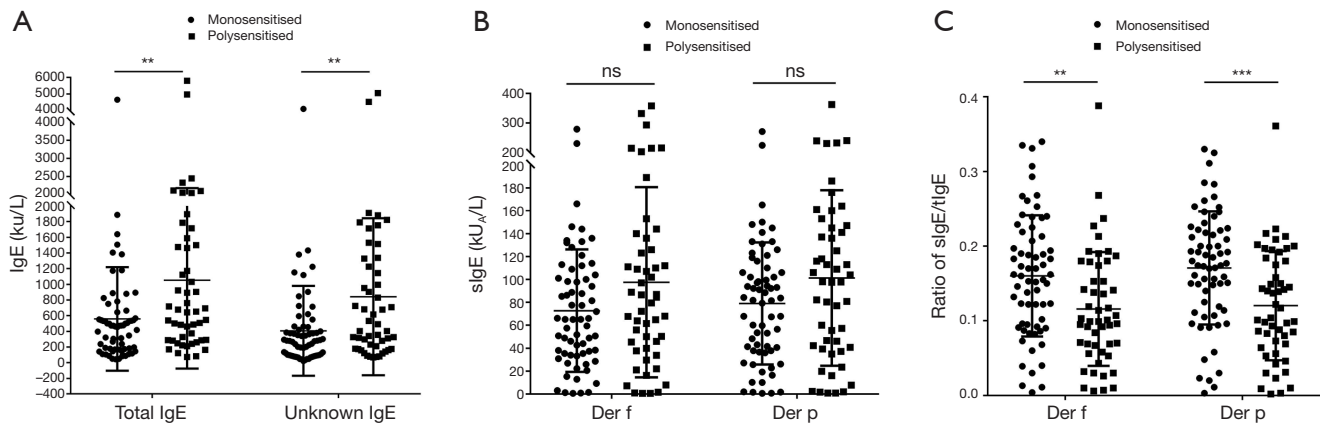 A
Monosensitised
Polysensitised
**
**
IgE (ku/L)
6000
5000
4000
4000
3500
3000
2500
2000
2000
1800
1600
1400
1200
1000
800
600
400
200
0
−200
−400
Total IgE
Unknown IgE
B
Monosensitised
Polysensitised
ns
ns
sIgE (kUA/L)
400
300
200
200
180
160
140
120
100
80
60
40
20
0
Der f
Der p
C
Monosensitised
Polysensitised
**
***
Ratio of sIgE/tIgE
0.4
0.3
0.2
0.1
0.0
Der f
Der p